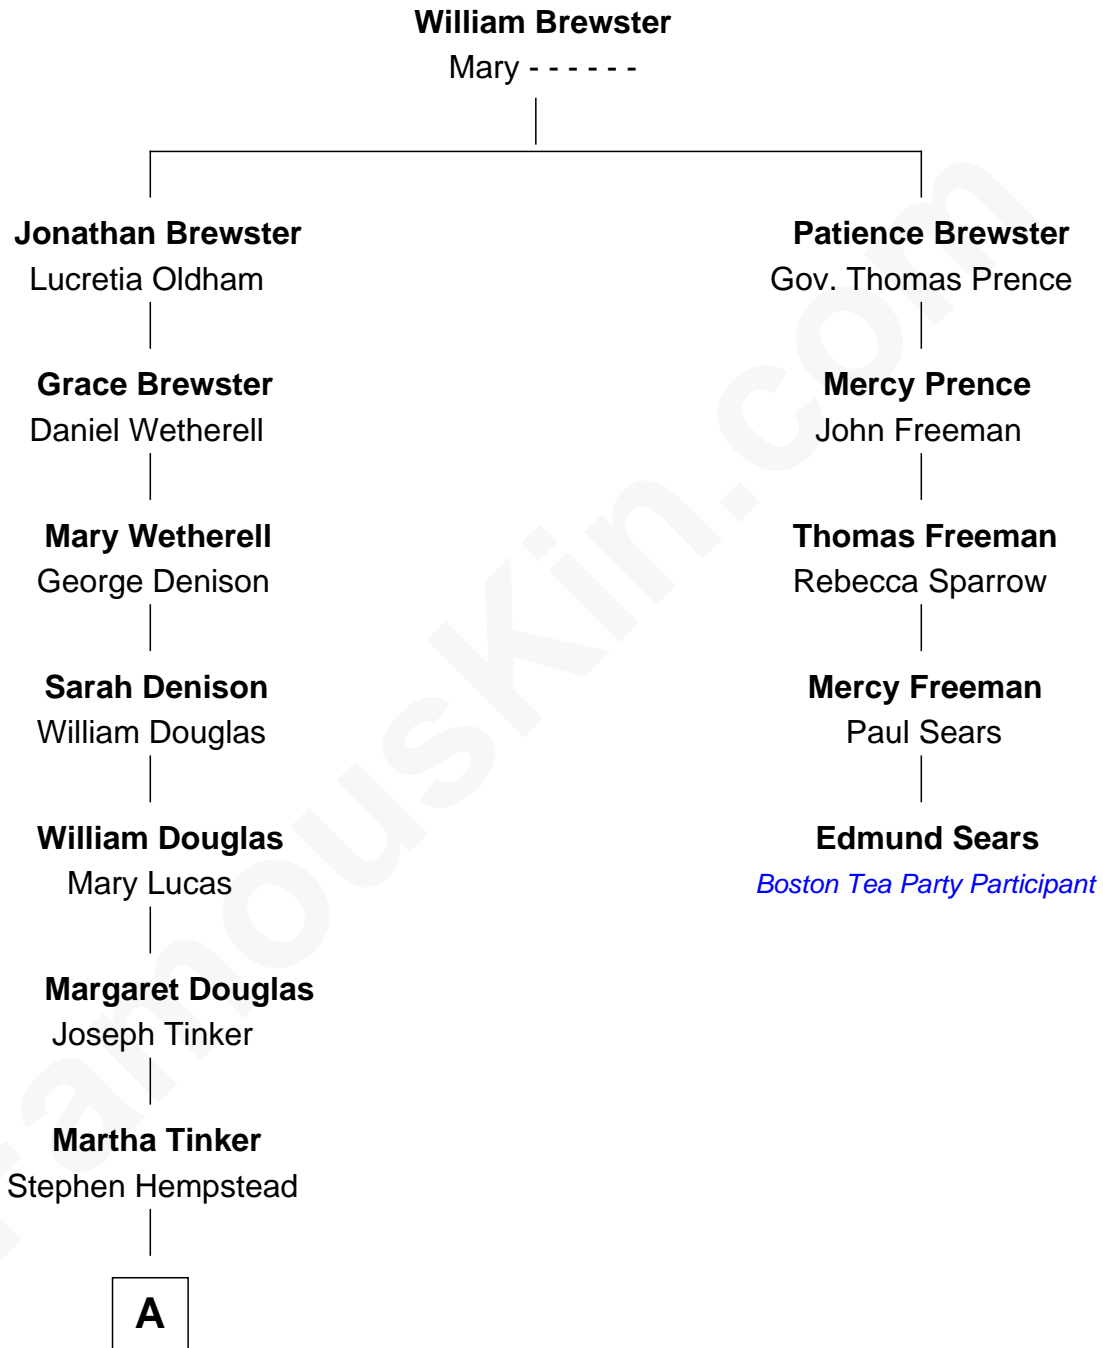 William Brewster
Mary - - - - - -
Jonathan Brewster
Lucretia Oldham
Patience Brewster
Gov. Thomas Prence
Grace Brewster
Daniel Wetherell
Mercy Prence
John Freeman
Mary Wetherell
George Denison
Thomas Freeman
Rebecca Sparrow
Sarah Denison
William Douglas
Mercy Freeman
Paul Sears
William Douglas
Mary Lucas
Edmund Sears
Boston Tea Party Participant
Margaret Douglas
Joseph Tinker
Martha Tinker
Stephen Hempstead
A
FamousKin.com